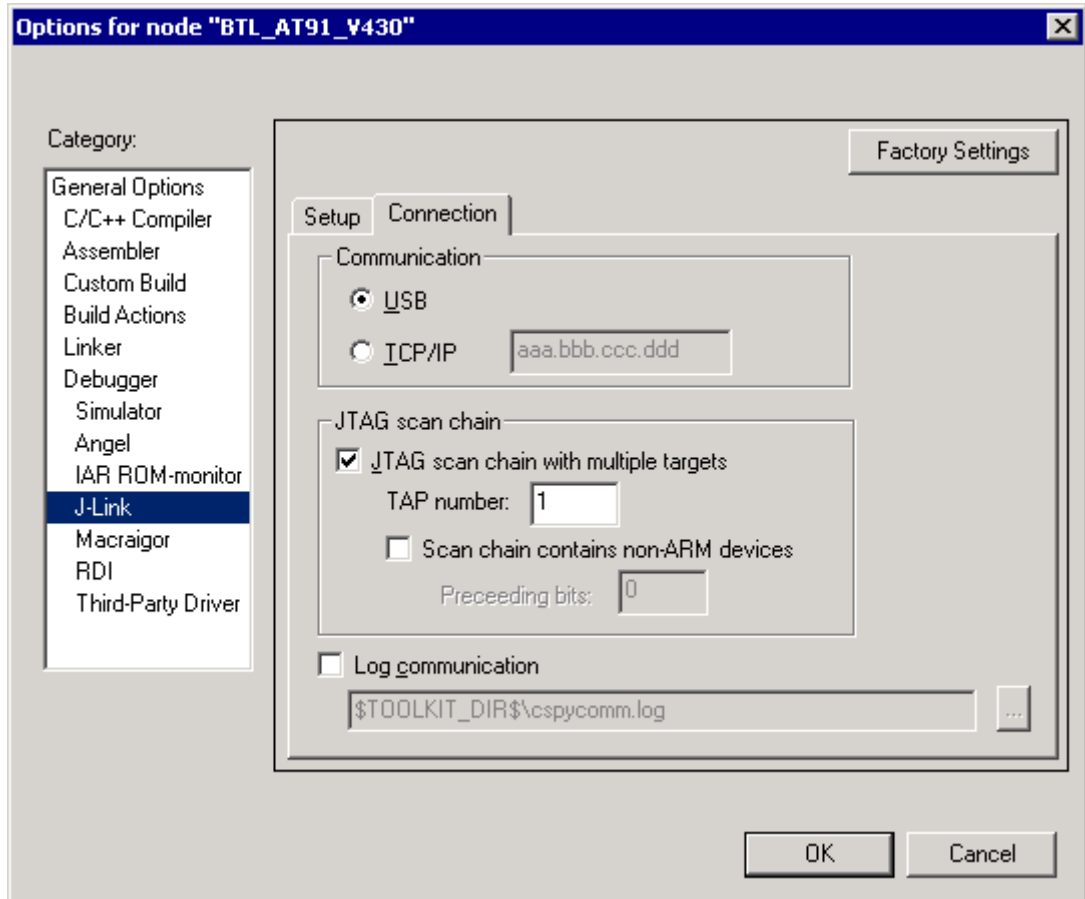 Options for node "BTL_AT91_V430"
Category:
General Options
C/C++ Compiler
Assembler
Custom Build
Build Actions
Linker
Debugger
Simulator
Angel
IAR ROM-monitor
J-Link
Macraigor
RDI
Third-Party Driver
Factory Settings
Setup
Connection
Communication
USB
TCP/IP
aaa.bbb.ccc.ddd
JTAG scan chain
JTAG scan chain with multiple targets
TAP number:
1
Scan chain contains non-ARM devices
Preceeding bits:
0
Log communication
$TOOLKIT_DIR$\cspycomm.log
...
OK
Cancel